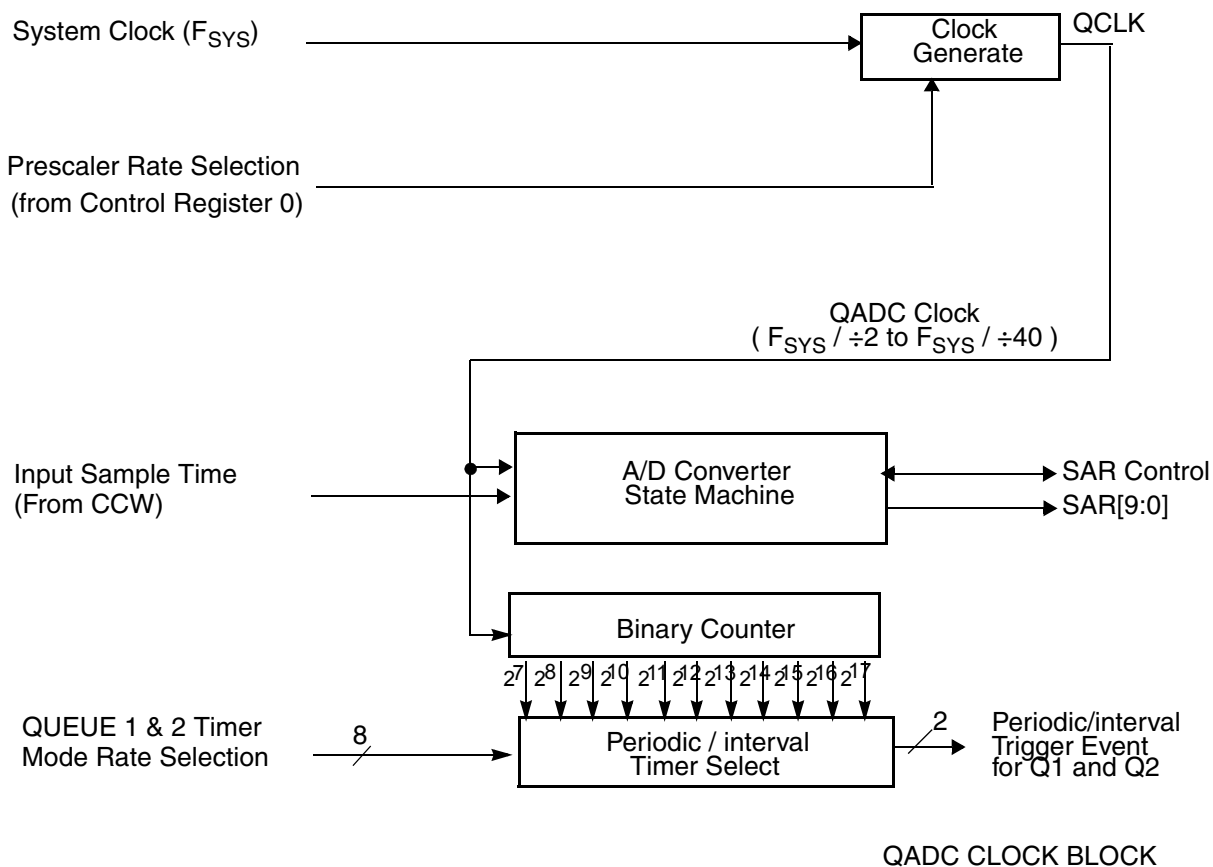 System Clock (FSYS)
Clock
Generate
QCLK
Prescaler Rate Selection
(from Control Register 0)
QADC Clock
( FSYS / ÷2 to FSYS / ÷40 )
Input Sample Time
(From CCW)
A/D Converter
State Machine
SAR Control
SAR[9:0]
Binary Counter
2^7 2^8 2^9 2^10 2^11 2^12 2^13 2^14 2^15 2^16 2^17
QUEUE 1 & 2 Timer
Mode Rate Selection
8
Periodic / interval
Timer Select
2
Periodic/interval
Trigger Event
for Q1 and Q2
QADC CLOCK BLOCK